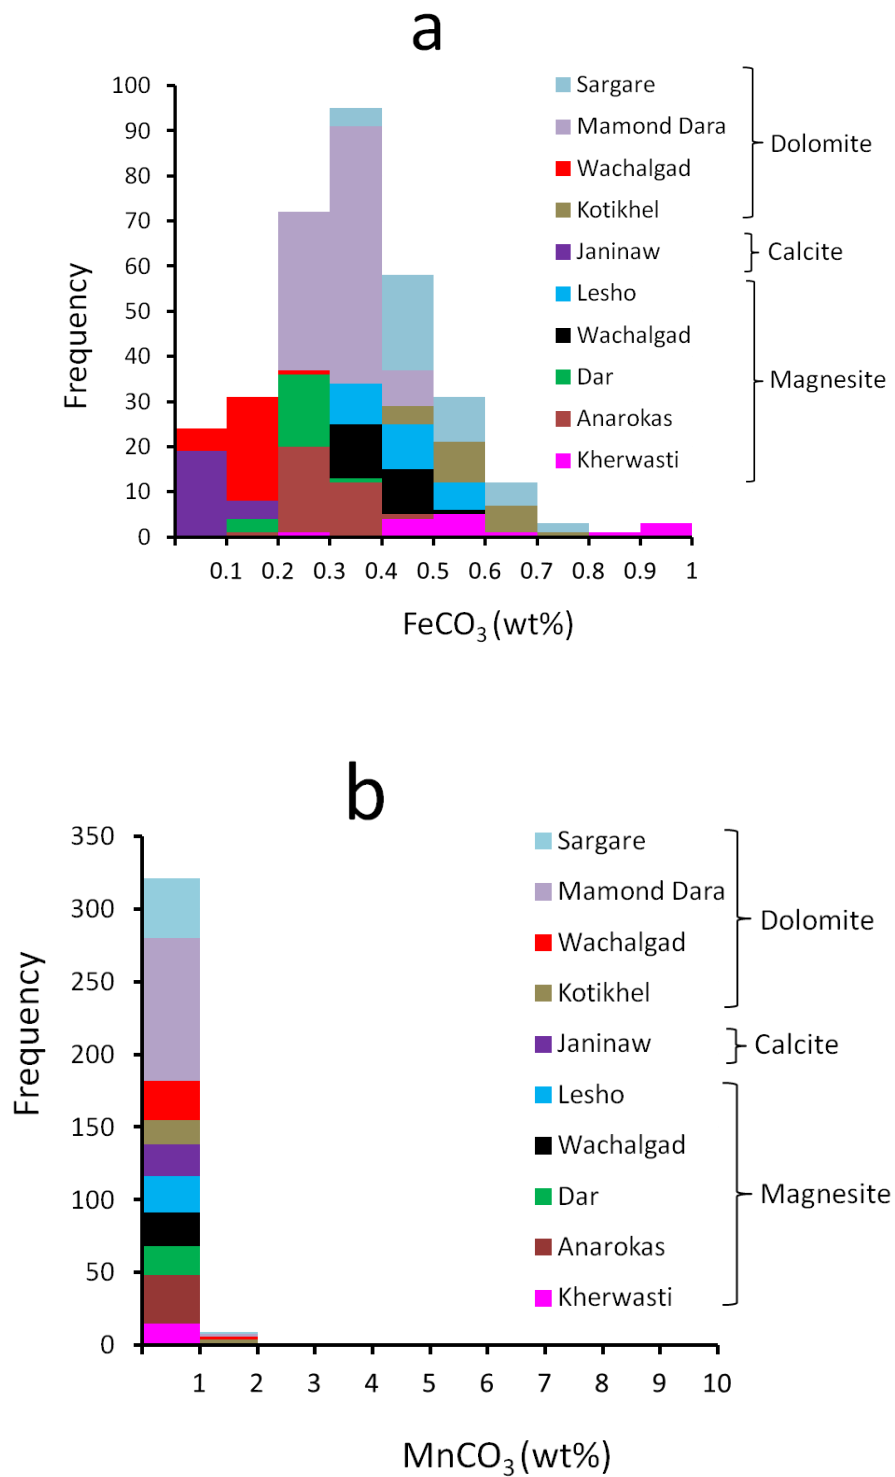 a
100
90
80
70
60
50
40
30
20
10
0
Frequency
0.1 0.2 0.3 0.4 0.5 0.6 0.7 0.8 0.9 1
FeCO₃ (wt%)
Sargare
Mamond Dara
Wachalgad
Kotikhel
Janinaw
Lesho
Wachalgad
Dar
Anarokas
Kherwasti
Dolomite
Calcite
Magnesite
b
350
300
250
200
150
100
50
0
Frequency
1 2 3 4 5 6 7 8 9 10
MnCO₃ (wt%)
Sargare
Mamond Dara
Wachalgad
Kotikhel
Janinaw
Lesho
Wachalgad
Dar
Anarokas
Kherwasti
Dolomite
Calcite
Magnesite